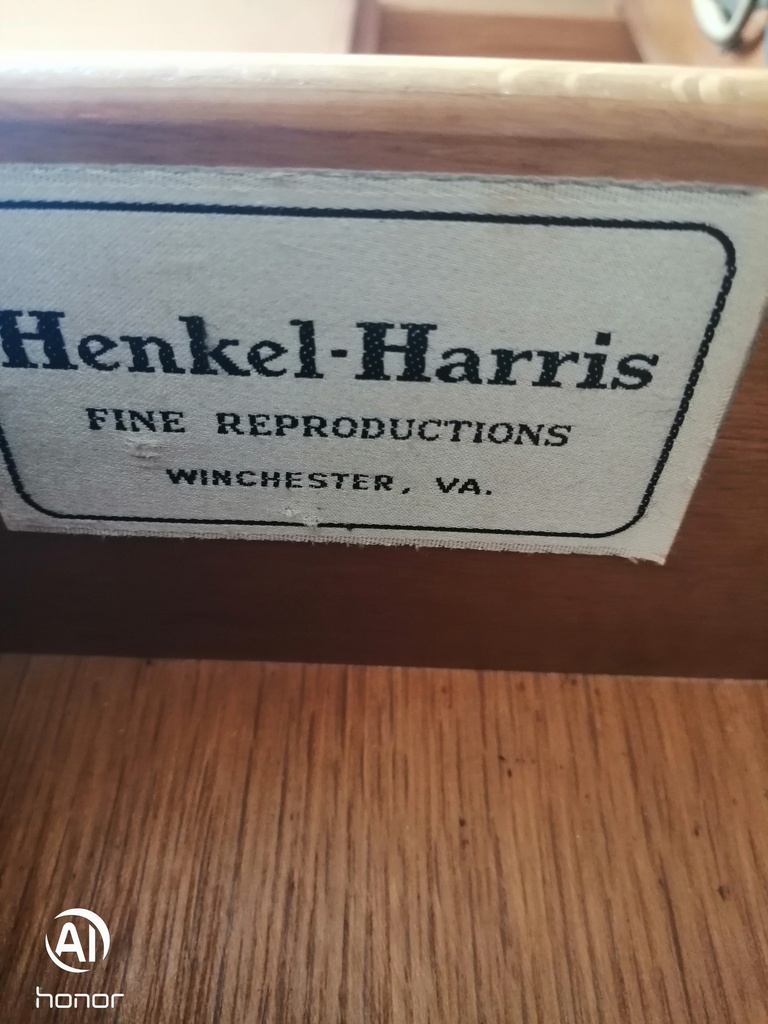 Henkel-Harris
FINE REPRODUCTIONS
WINCHESTER, VA.
AI
honor